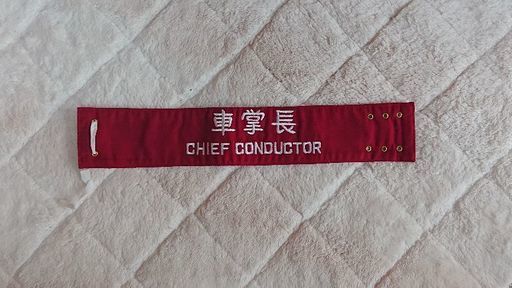 車掌長
CHIEF CONDUCTOR